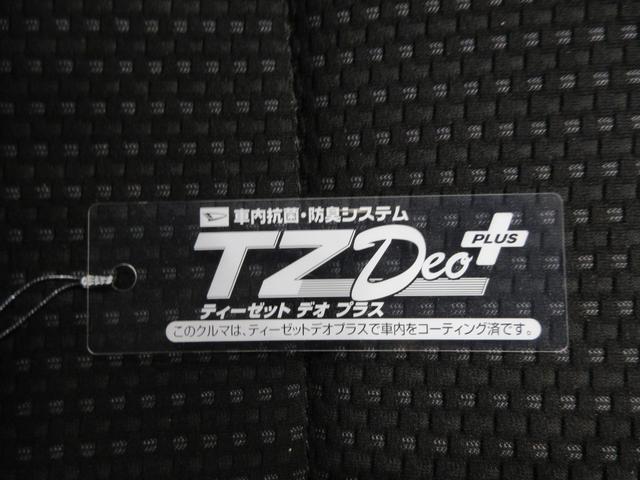 車内抗菌・防臭システム
TZ Deo PLUS
ティーゼット デオ プラス
このクルマは、ティーゼットデオプラスで車内をコーティング済です。